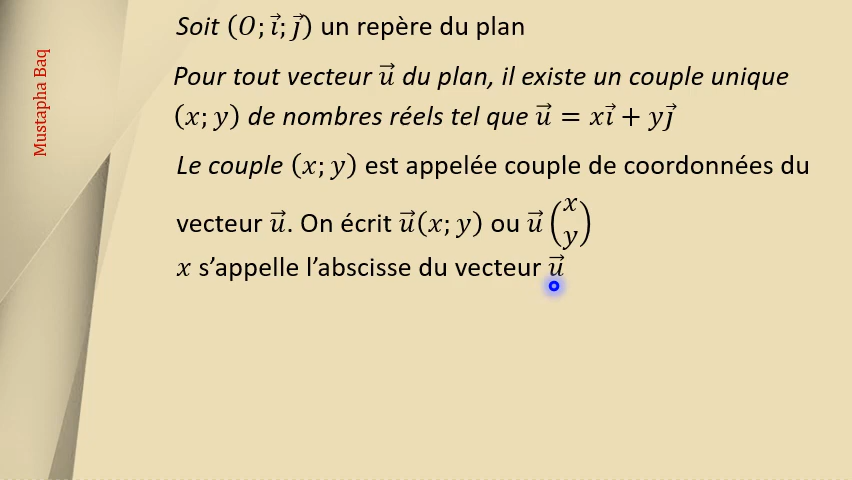 Mustapha Baq
Soit (O; i⃗; j⃗) un repère du plan
Pour tout vecteur u⃗ du plan, il existe un couple unique
(x; y) de nombres réels tel que u⃗ = xi⃗ + yj⃗
Le couple (x; y) est appelée couple de coordonnées du
vecteur u⃗. On écrit u⃗(x; y) ou u⃗ (x y)
x s’appelle l’abscisse du vecteur u⃗